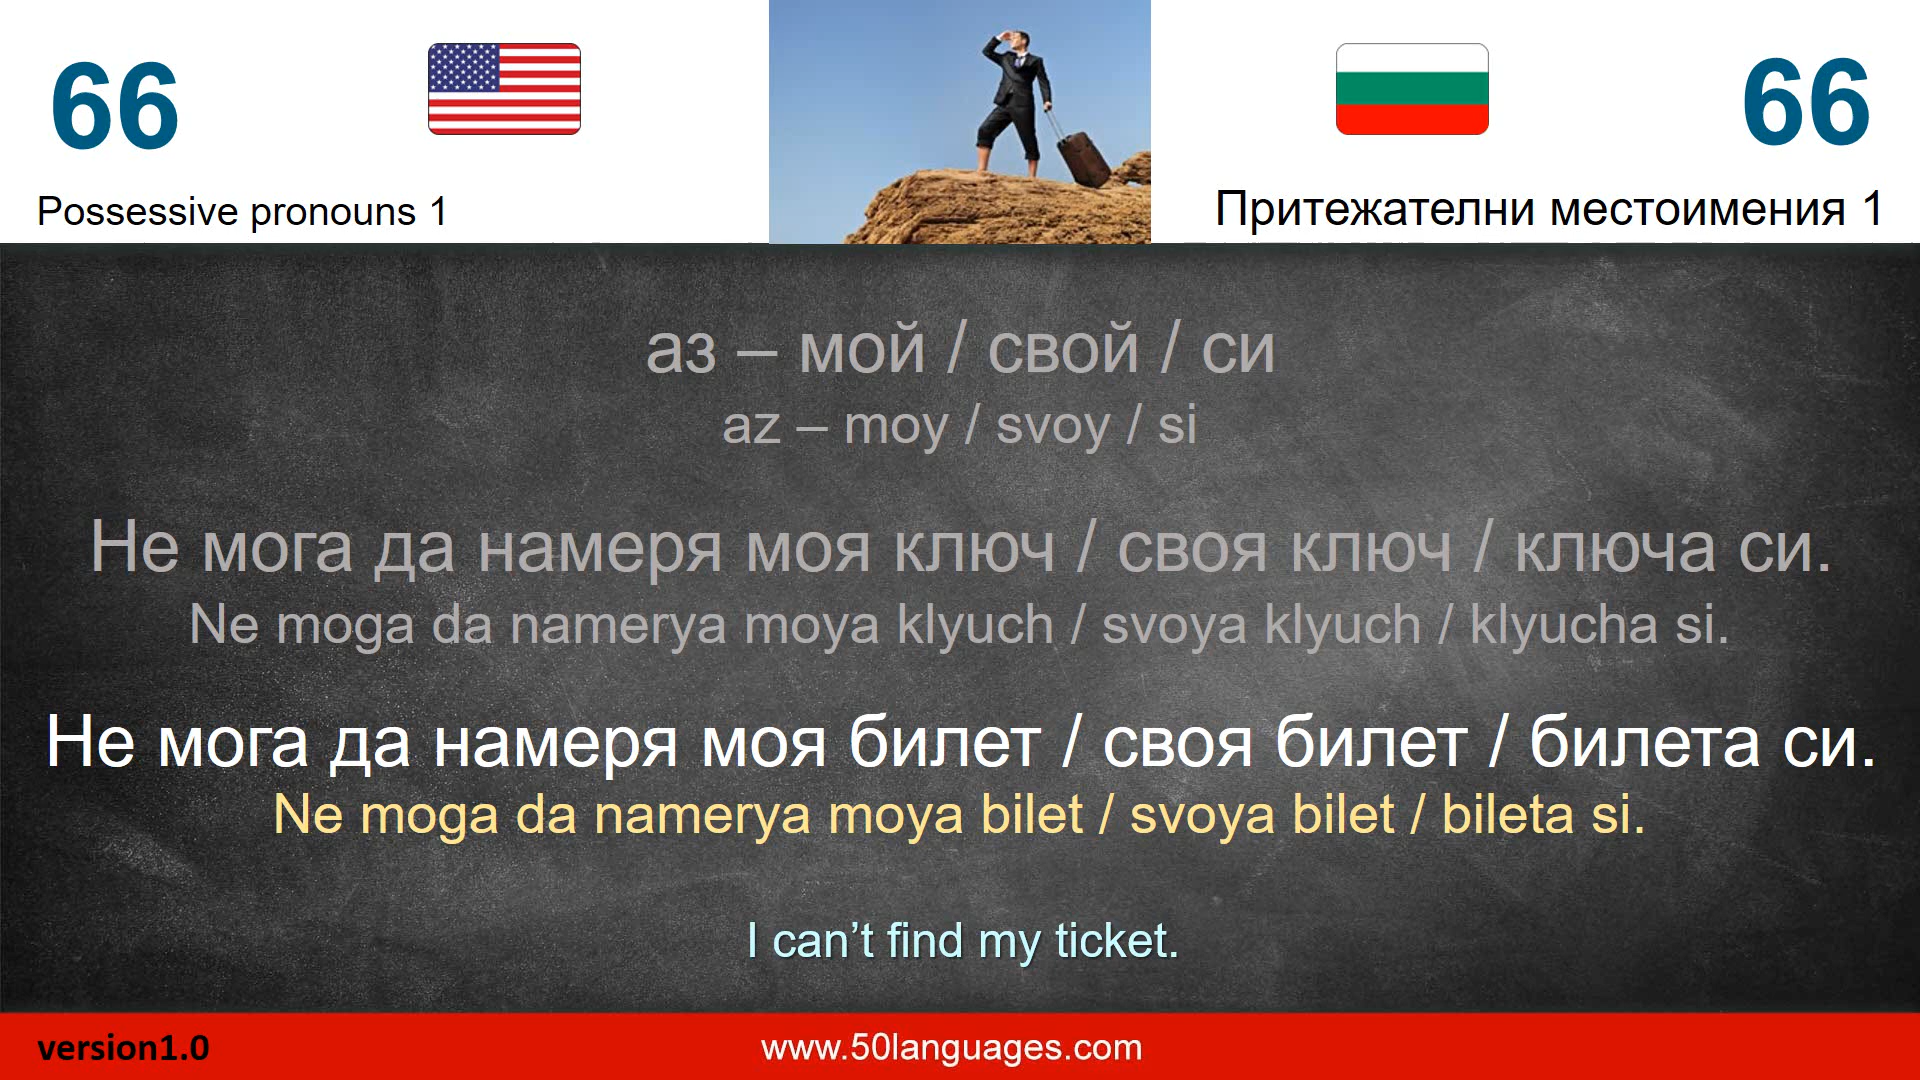 66
66
Possessive pronouns 1
Притежателни местоимения 1
аз – мой / свой / си
az – moy / svoy / si
Не мога да намеря моя ключ / своя ключ / ключа си.
Ne moga da namerya moya klyuch / svoya klyuch / klyucha si.
Не мога да намеря моя билет / своя билет / билета си.
Ne moga da namerya moya bilet / svoya bilet / bileta si.
I can’t find my ticket.
version1.0
www.50languages.com